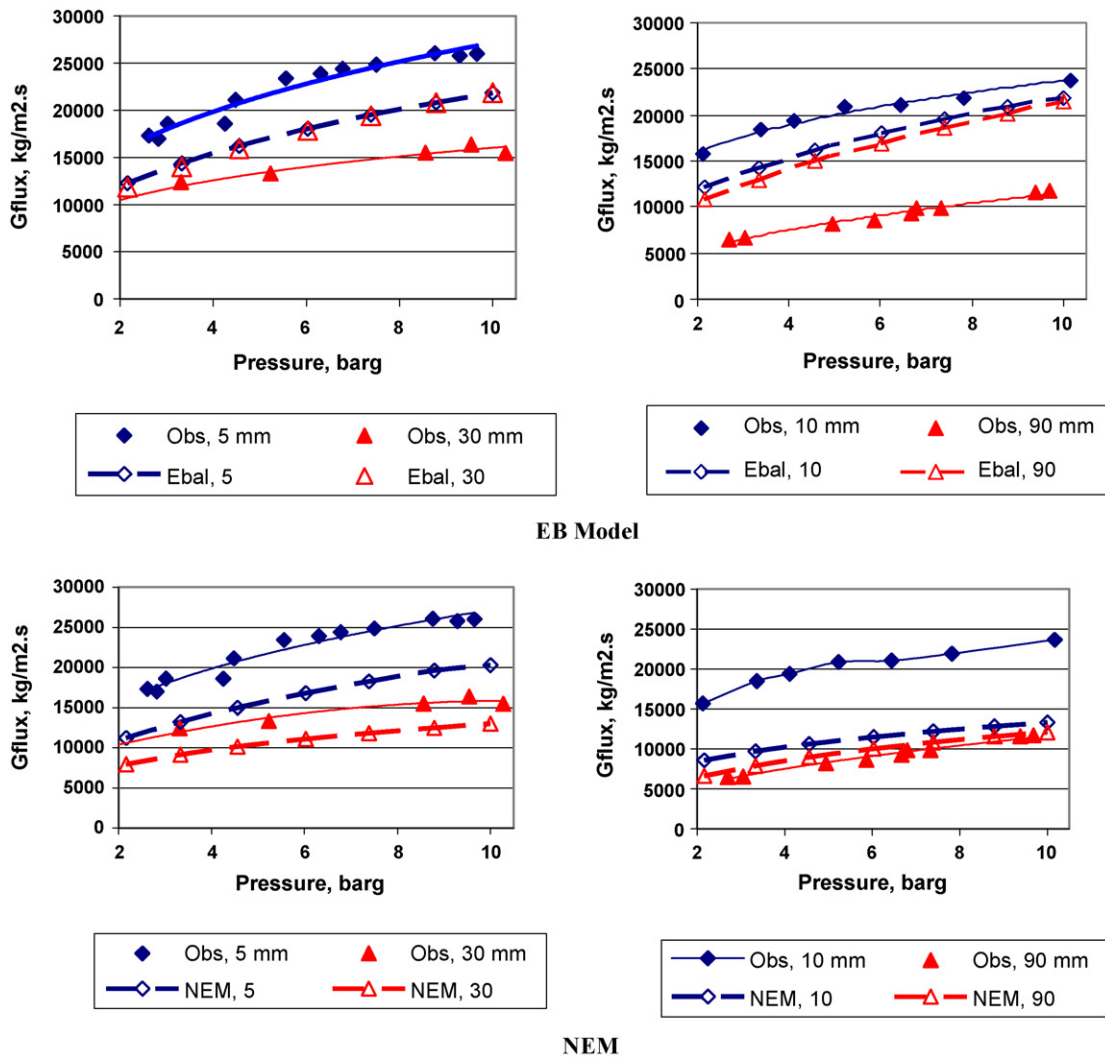 30000
25000
20000
15000
10000
5000
0
Gflux, kg/m2.s
2 4 6 8 10
Pressure, barg
Obs, 5 mm Obs, 30 mm
Ebal, 5 Ebal, 30
30000
25000
20000
15000
10000
5000
0
Gflux, kg/m2.s
2 4 6 8 10
Pressure, barg
Obs, 10 mm Obs, 90 mm
Ebal, 10 Ebal, 90
EB Model
30000
25000
20000
15000
10000
5000
0
Gflux, kg/m2.s
2 4 6 8 10
Pressure, barg
Obs, 5 mm Obs, 30 mm
NEM, 5 NEM, 30
30000
25000
20000
15000
10000
5000
0
Gflux, kg/m2.s
2 4 6 8 10
Pressure, barg
Obs, 10 mm Obs, 90 mm
NEM, 10 NEM, 90
NEM